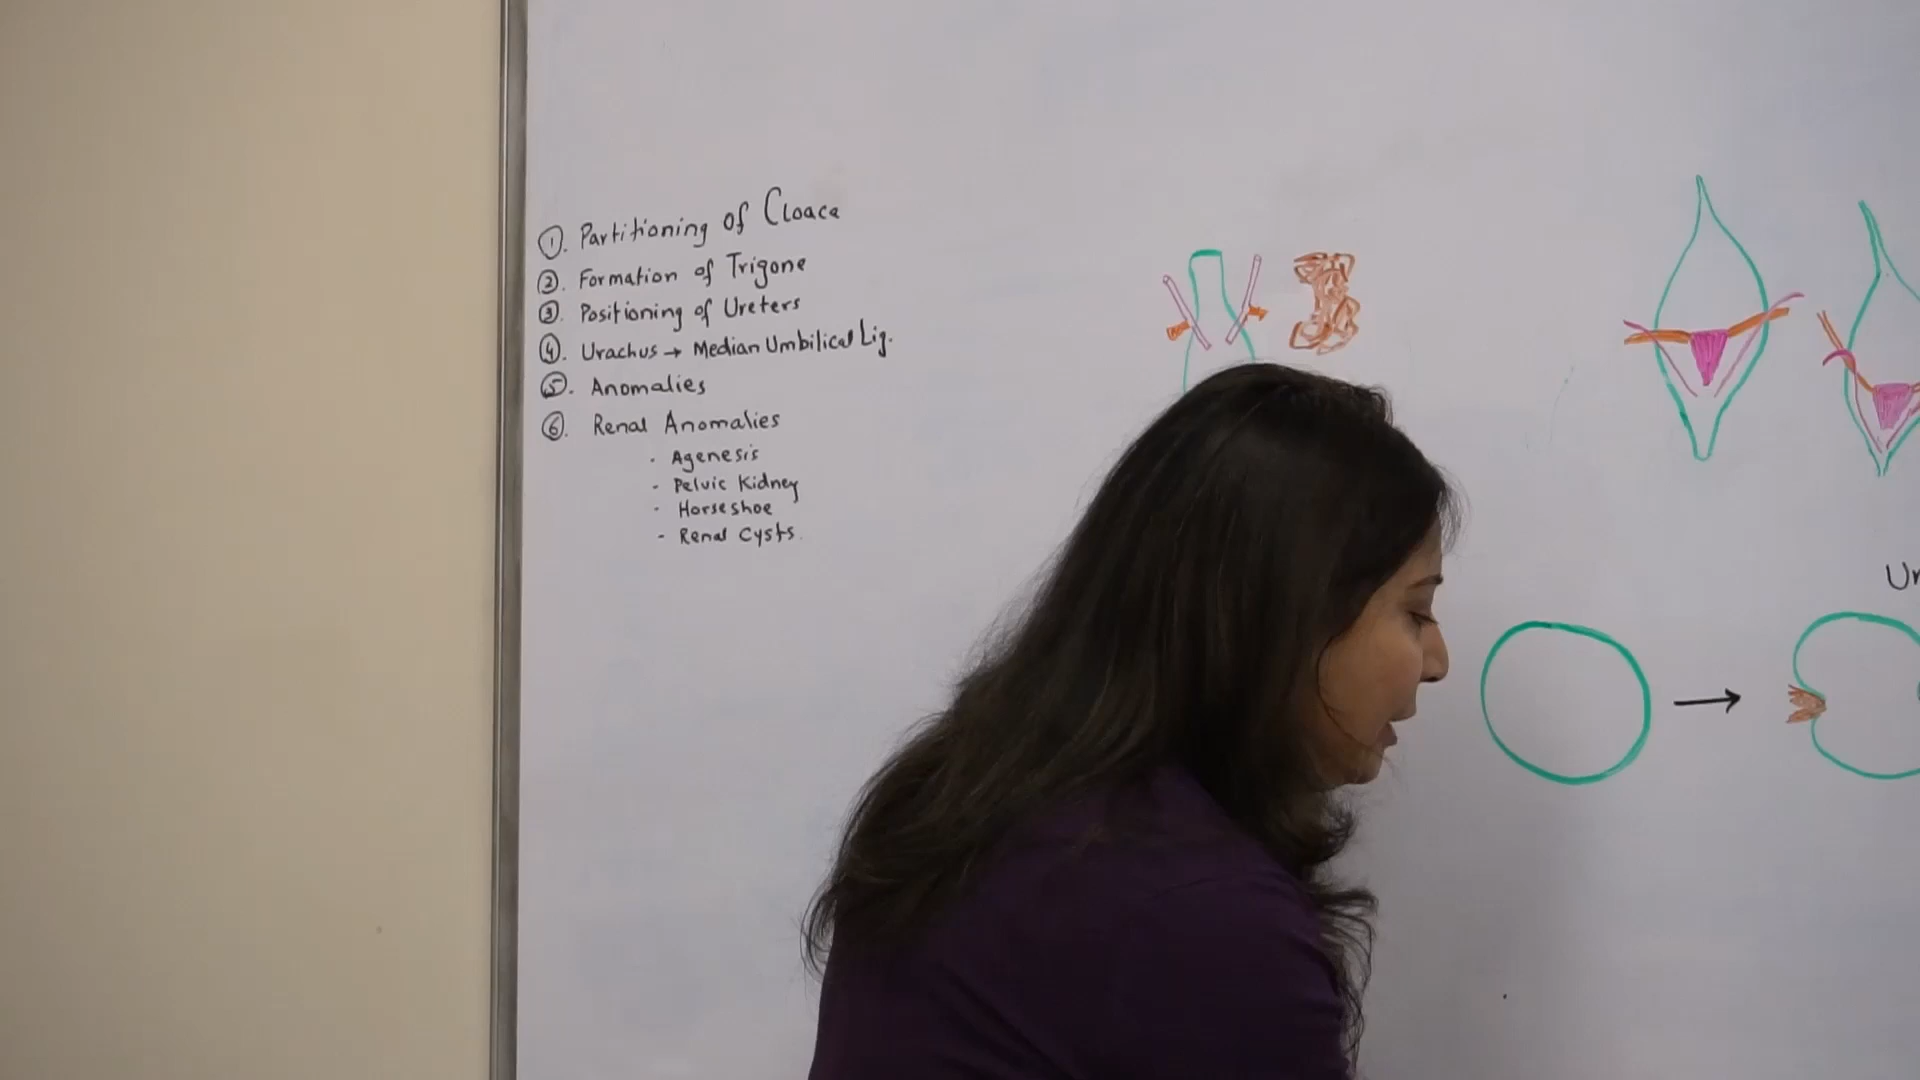 ①. Partitioning of Cloaca
②. Formation of Trigone
③. Positioning of Ureters
④. Urachus → Median Umbilical Lig.
⑤. Anomalies
⑥. Renal Anomalies
· Agenesis
- Pelvic Kidney
· Horseshoe
- Renal Cysts.
Ur